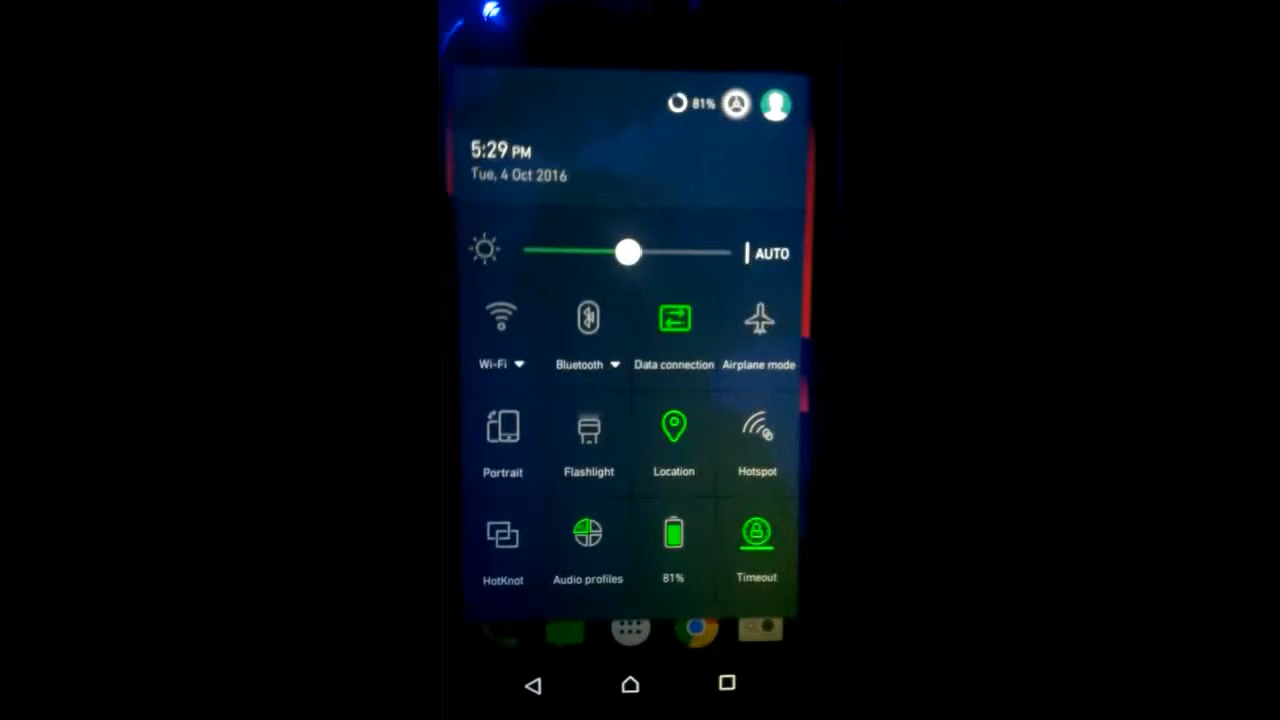 81%
5:29 PM
Tue, 4 Oct 2016
AUTO
Wi-Fi Bluetooth Data connection Airplane mode
Portrait Flashlight Location Hotspot
HotKnot Audio profiles 81% Timeout